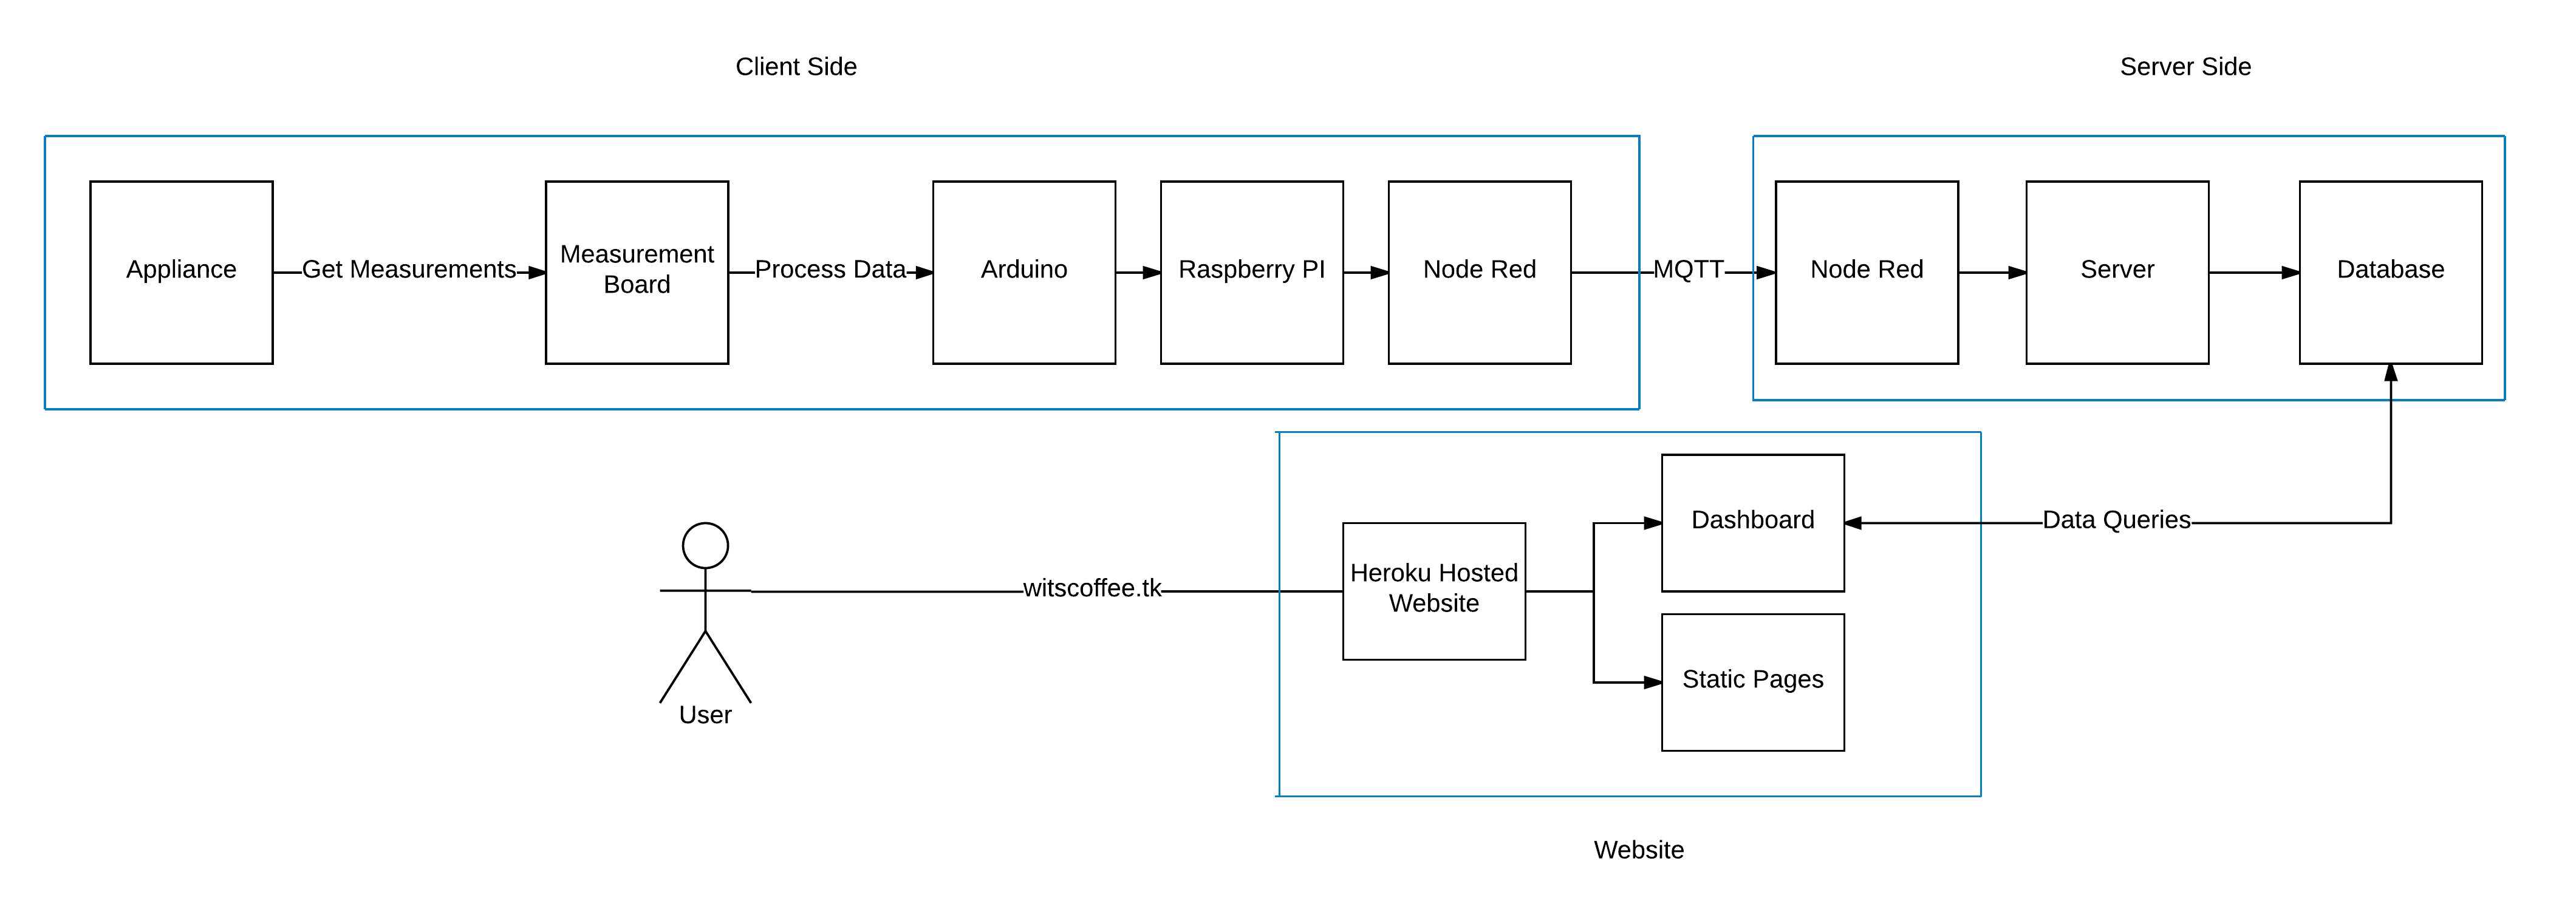 Client Side
Server Side
Appliance
Get Measurements
Measurement
Board
Process Data
Arduino
Raspberry PI
Node Red
MQTT
Node Red
Server
Database
Dashboard
Data Queries
witscoffee.tk
Heroku Hosted
Website
Static Pages
User
Website